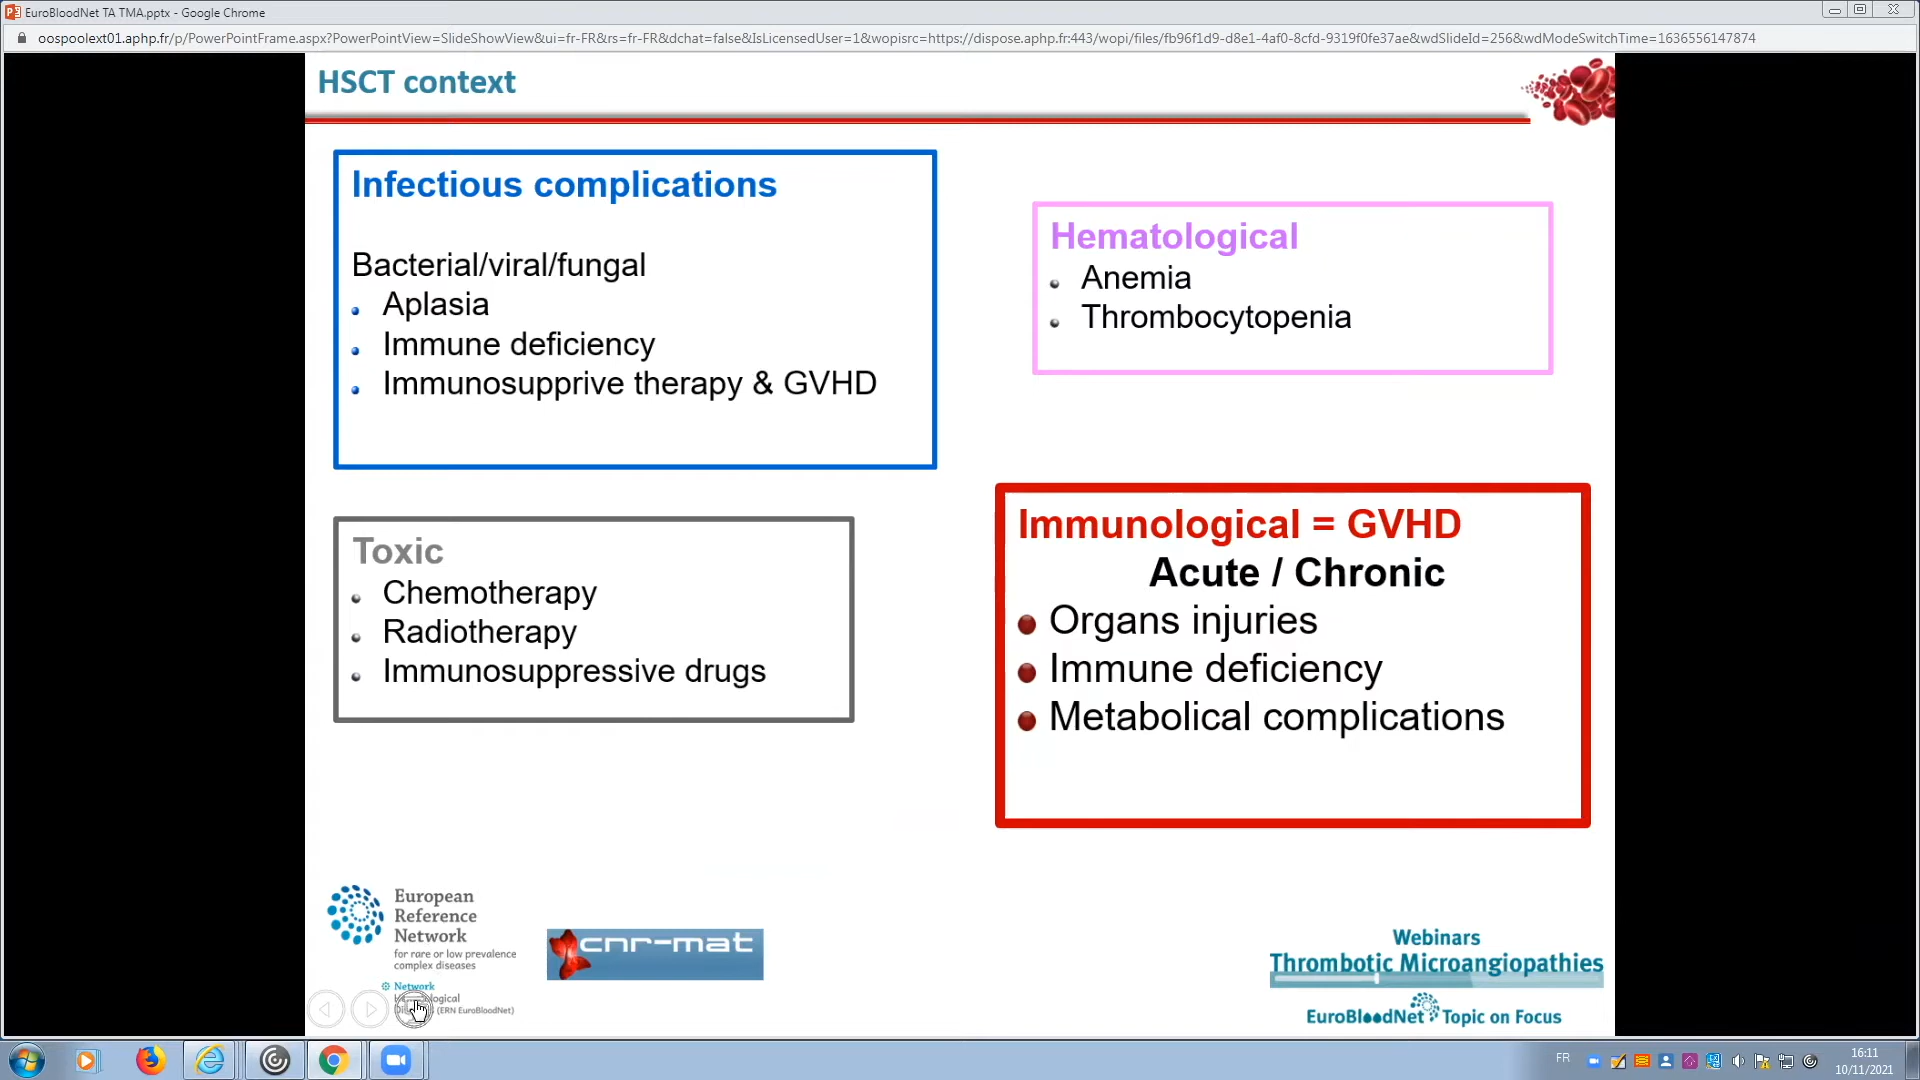 EuroBloodNet TA TMA.pptx - Google Chrome
oospoolext01.aphp.fr/p/PowerPointFrame.aspx?PowerPointView=SlideShowView&ui=fr-FR&rs=fr-FR&dchat=false&IsLicensedUser=1&wopisrc=https://dispose.aphp.fr:443/wopi/files/fb96f1d9-d8e1-4af0-8cfd-9319f0fe37ae&wdSlideId=256&wdModeSwitchTime=1636556147874
HSCT context
Infectious complications
Bacterial/viral/fungal
Aplasia
Immune deficiency
Immunosupprive therapy & GVHD
Hematological
Anemia
Thrombocytopenia
Toxic
Chemotherapy
Radiotherapy
Immunosuppressive drugs
Immunological = GVHD
Acute / Chronic
Organs injuries
Immune deficiency
Metabolical complications
European
Reference
Network
for rare or low prevalence
complex diseases
Network
(ERN EuroBloodNet)
cnr-mat
Webinars
Thrombotic Microangiopathies
EuroBloodNet Topic on Focus
FR
16:11
10/11/2021